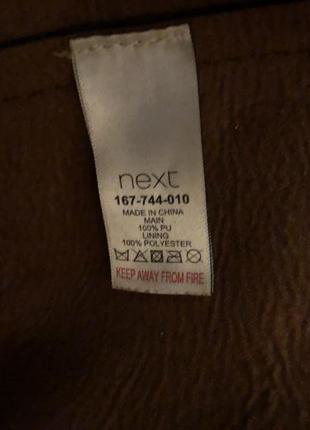 next
167-744-010
MADE IN CHINA
MAIN
100% PU
LINING
100% POLYESTER
KEEP AWAY FROM FIRE